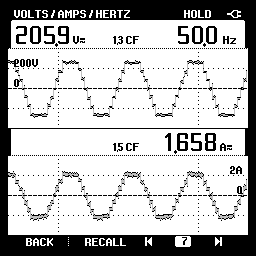 VOLTS/AMPS/HERTZ HOLD
205.9 V≂ 1.3 CF 50.0 Hz
200V
0
1.5 CF 1.658 A≂
2A
0
BACK RECALL 7